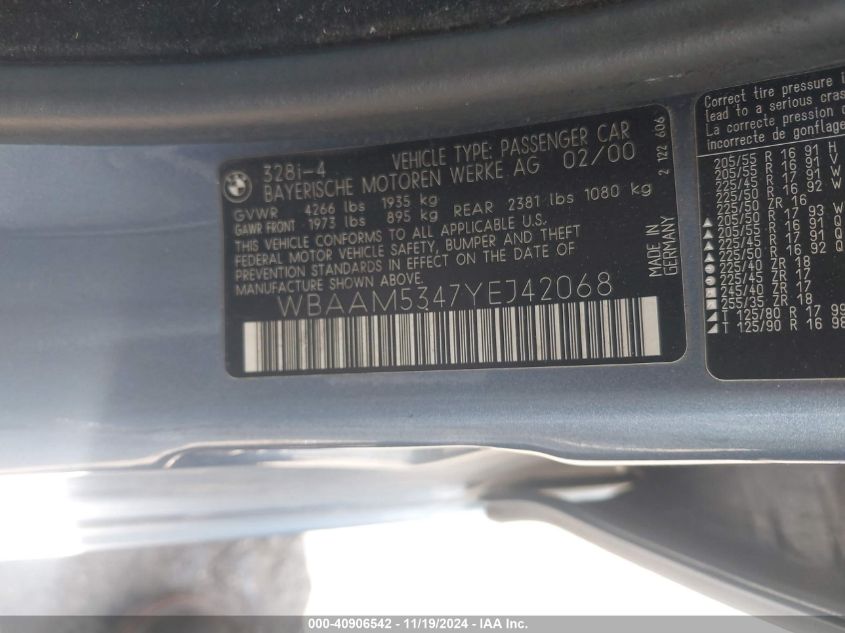 328i-4 VEHICLE TYPE: PASSENGER CAR
BAYERISCHE MOTOREN WERKE AG 02/00
GVWR 4266 lbs 1935 kg
GAWR FRONT 1973 lbs 895 kg REAR 2381 lbs 1080 kg
THIS VEHICLE CONFORMS TO ALL APPLICABLE U.S.
FEDERAL MOTOR VEHICLE SAFETY, BUMPER AND THEFT
PREVENTION STANDARDS IN EFFECT ON THE DATE OF
MANUFACTURE SHOWN ABOVE.
WBAAM5347YEJ42068
MADE IN
GERMANY
2 122 606
Correct tire pressure i
lead to a serious cras
La correcte pression
incorrecte de gonflage
205/55 R 16 91 H
205/55 R 16 91 V
225/45 R 17 91 W
225/50 R 16 92 W
225/50 ZR 16
225/50 R 17 93 W
205/55 R 16 91 Q
225/45 R 17 91 Q
225/50 R 16 92 Q
225/40 ZR 18
225/45 ZR 17
245/40 ZR 17
255/35 ZR 18
T 125/80 R 17 99
T 125/90 R 16 98
000-40906542 - 11/19/2024 - IAA Inc.